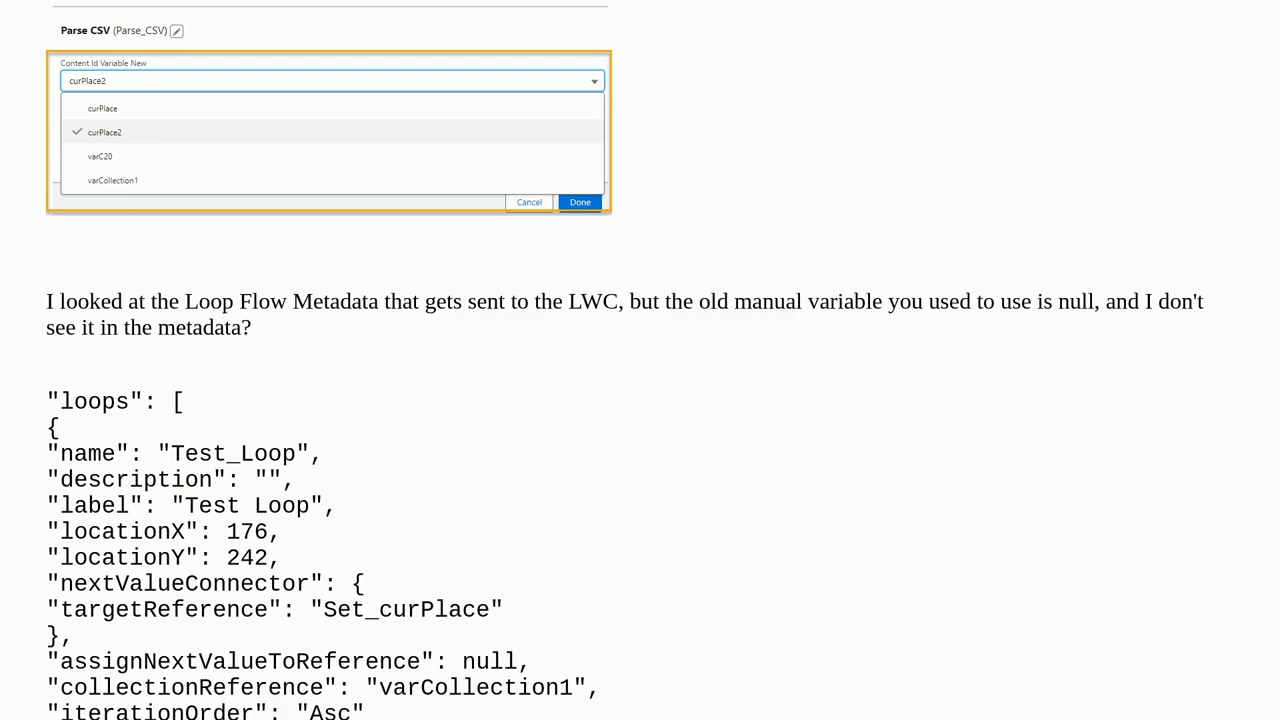 Parse CSV (Parse_CSV)
Content Id Variable New
curPlace2
curPlace
curPlace2
varC20
varCollection1
Cancel Done
I looked at the Loop Flow Metadata that gets sent to the LWC, but the old manual variable you used to use is null, and I don't
see it in the metadata?
"loops": [
{
"name": "Test_Loop",
"description": "",
"label": "Test Loop",
"locationX": 176,
"locationY": 242,
"nextValueConnector": {
"targetReference": "Set_curPlace"
},
"assignNextValueToReference": null,
"collectionReference": "varCollection1",
"iterationOrder": "Asc"